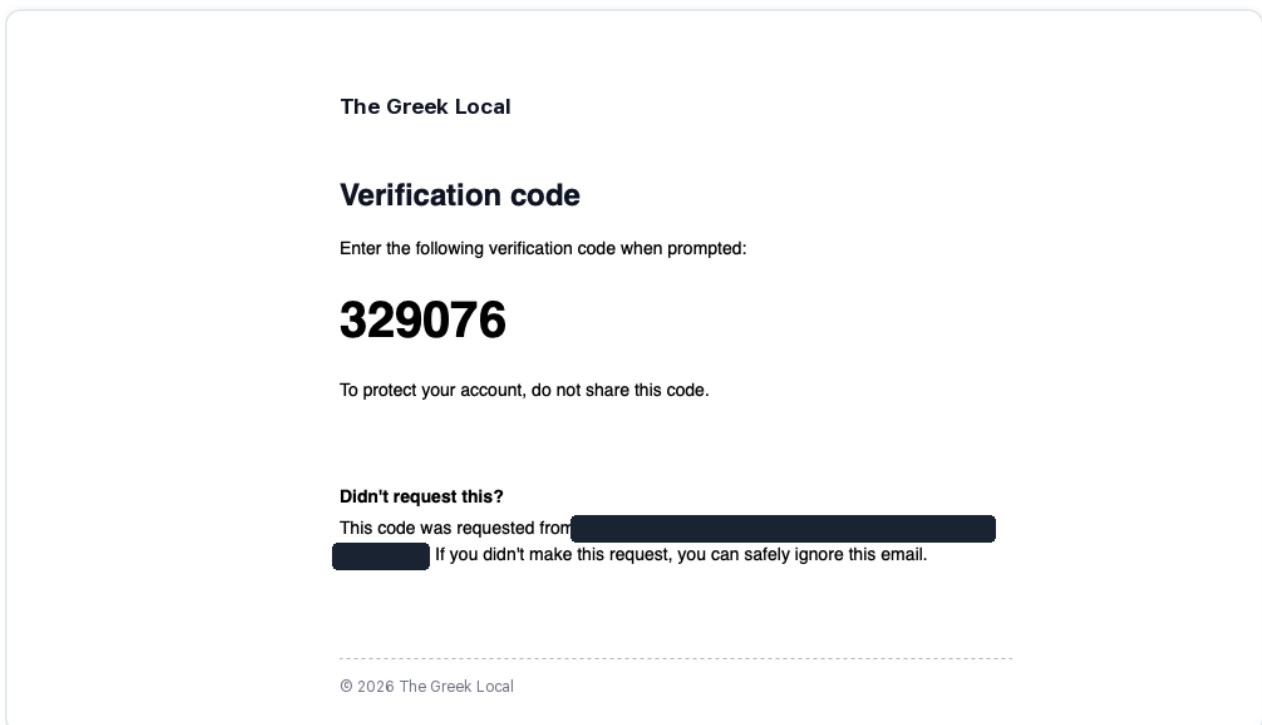 The Greek Local
Verification code
Enter the following verification code when prompted:
329076
To protect your account, do not share this code.
Didn't request this?
This code was requested from
If you didn't make this request, you can safely ignore this email.
© 2026 The Greek Local